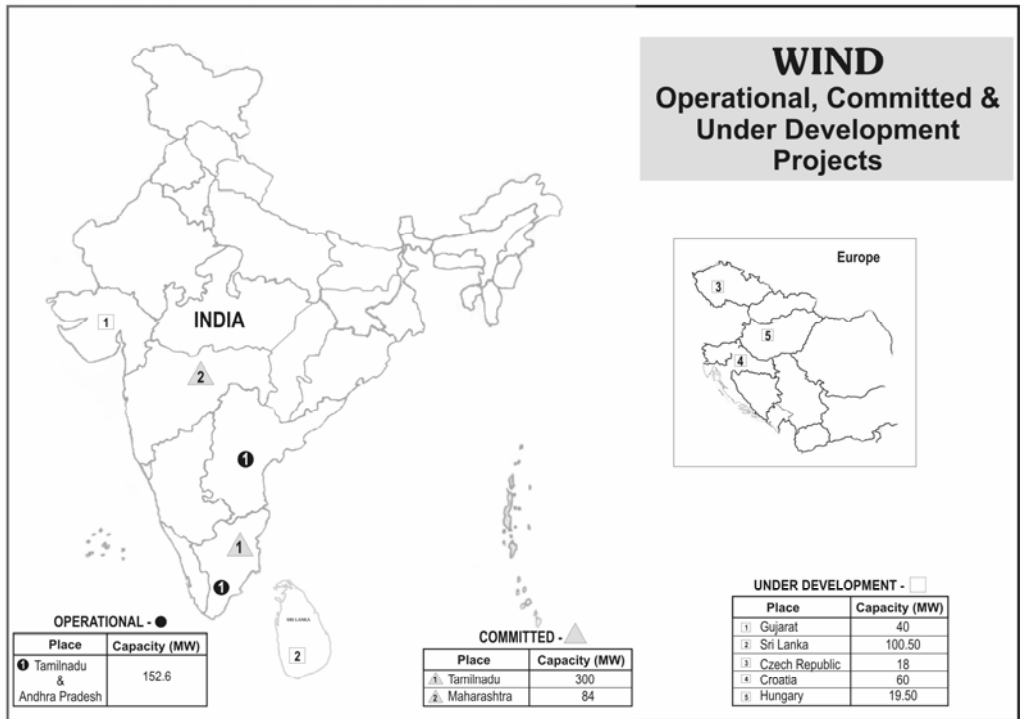 WIND
Operational, Committed &
Under Development
Projects
Europe
3
5
4
INDIA
1
2
1
1
1
SRI LANKA
2
OPERATIONAL -
Place Capacity (MW)
1 Tamilnadu
&
Andhra Pradesh
152.6
COMMITTED -
Place Capacity (MW)
1 Tamilnadu 300
2 Maharashtra 84
UNDER DEVELOPMENT -
Place Capacity (MW)
1 Gujarat 40
2 Sri Lanka 100.50
3 Czech Republic 18
4 Croatia 60
5 Hungary 19.50